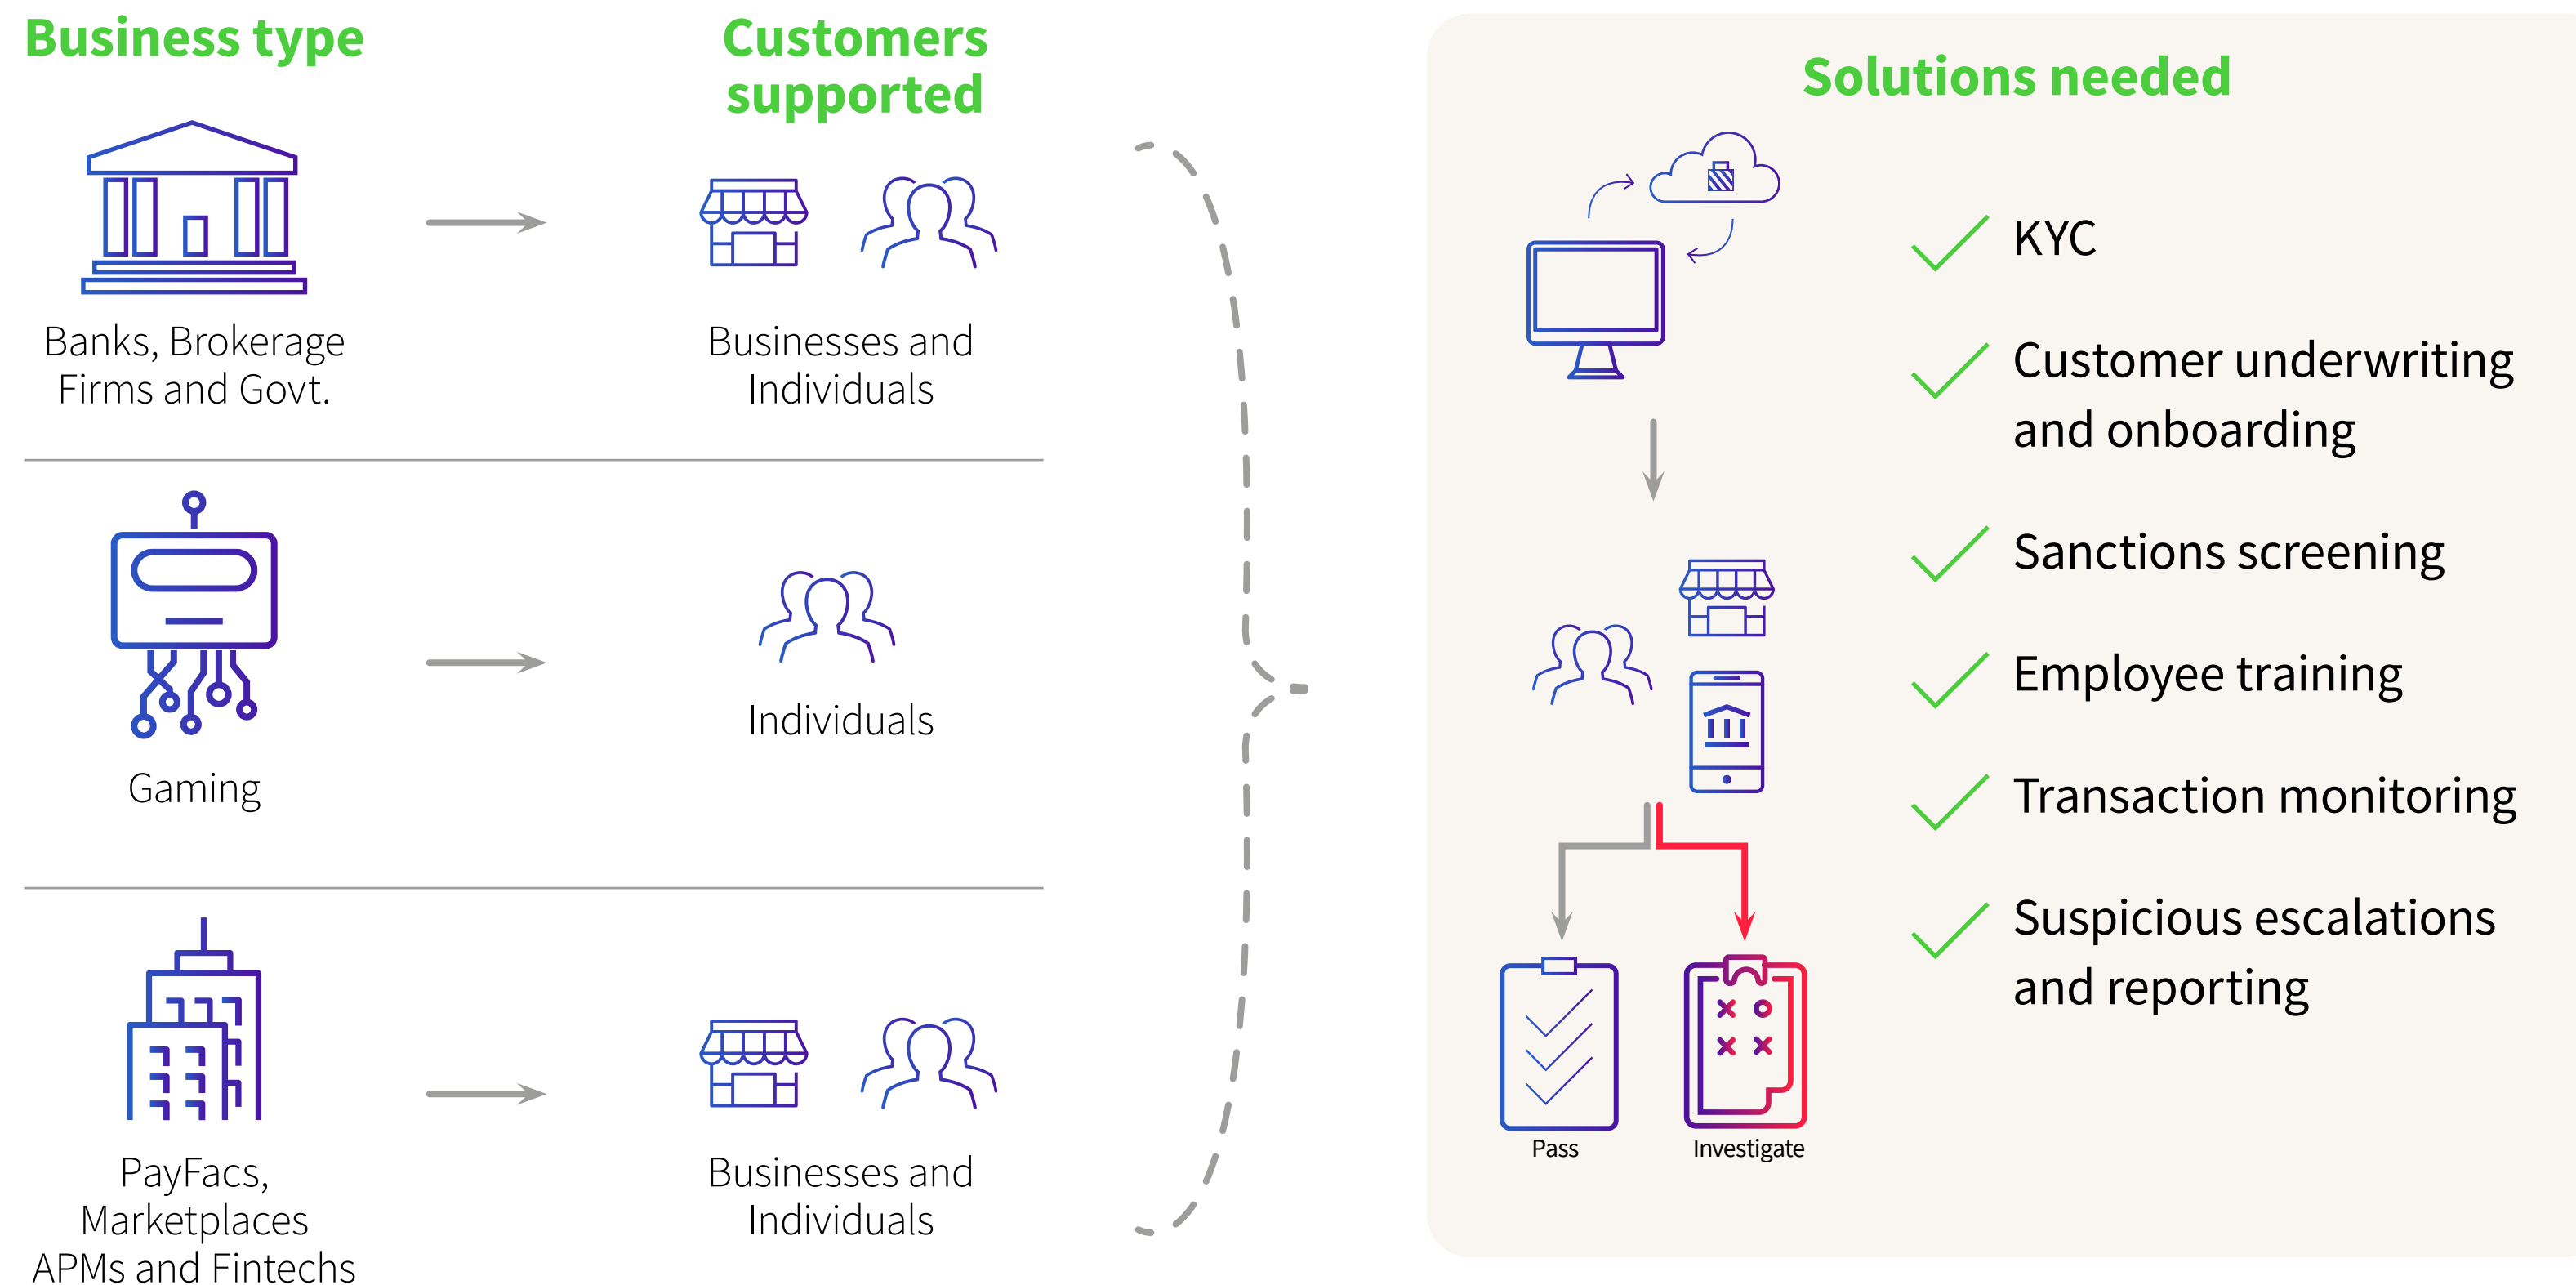 Business type
Customers
supported
Banks, Brokerage
Firms and Govt.
Businesses and
Individuals
Gaming
Individuals
PayFacs,
Marketplaces
APMs and Fintechs
Businesses and
Individuals
Solutions needed
KYC
Customer underwriting
and onboarding
Sanctions screening
Employee training
Transaction monitoring
Suspicious escalations
and reporting
Pass
Investigate